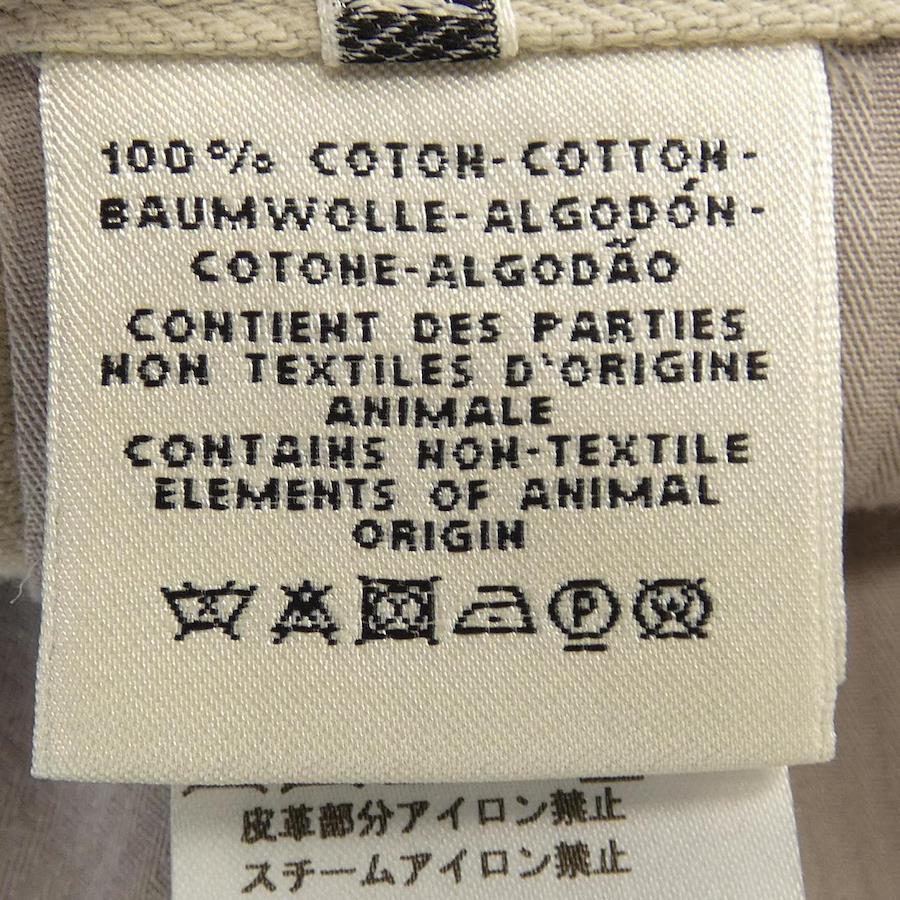 100% COTON-COTTON-
BAUMWOLLE-ALGODÓN-
COTONE-ALGODÃO
CONTIENT DES PARTIES
NON TEXTILES D'ORIGINE
ANIMALE
CONTAINS NON-TEXTILE
ELEMENTS OF ANIMAL
ORIGIN
P W
皮革部分アイロン禁止
スチームアイロン禁止